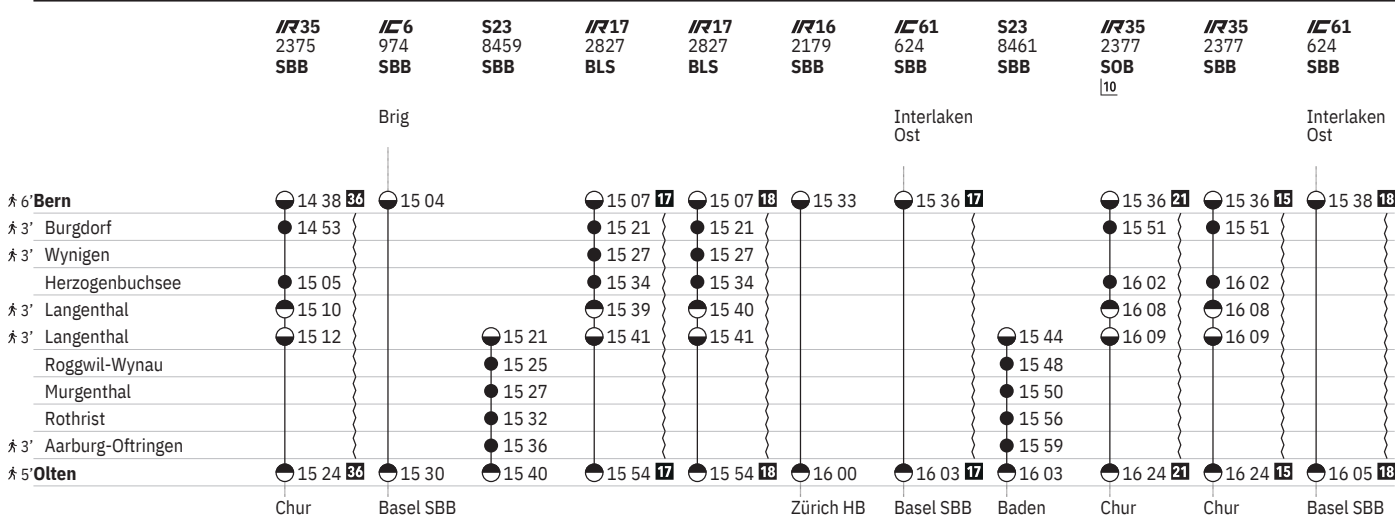 IR35 IC6 S23 IR17 IR17 IR16 IC61 S23 IR35 IR35 IC61
2375 974 8459 2827 2827 2179 624 8461 2377 2377 624
SBB SBB SBB BLS BLS SBB SBB SBB SOB SBB SBB
10
Brig Interlaken Interlaken
Ost Ost
6' Bern 14 38 36 15 04 15 07 17 15 07 18 15 33 15 36 17 15 36 21 15 36 15 15 38 18
3' Burgdorf 14 53 15 21 15 21 15 51 15 51
3' Wynigen 15 27 15 27
Herzogenbuchsee 15 05 15 34 15 34 16 02 16 02
3' Langenthal 15 10 15 39 15 40 16 08 16 08
3' Langenthal 15 12 15 21 15 41 15 41 15 44 16 09 16 09
Roggwil-Wynau 15 25 15 48
Murgenthal 15 27 15 50
Rothrist 15 32 15 56
3' Aarburg-Oftringen 15 36 15 59
5' Olten 15 24 36 15 30 15 40 15 54 17 15 54 18 16 00 16 03 17 16 03 16 24 21 16 24 15 16 05 18
Chur Basel SBB Zürich HB Basel SBB Baden Chur Chur Basel SBB